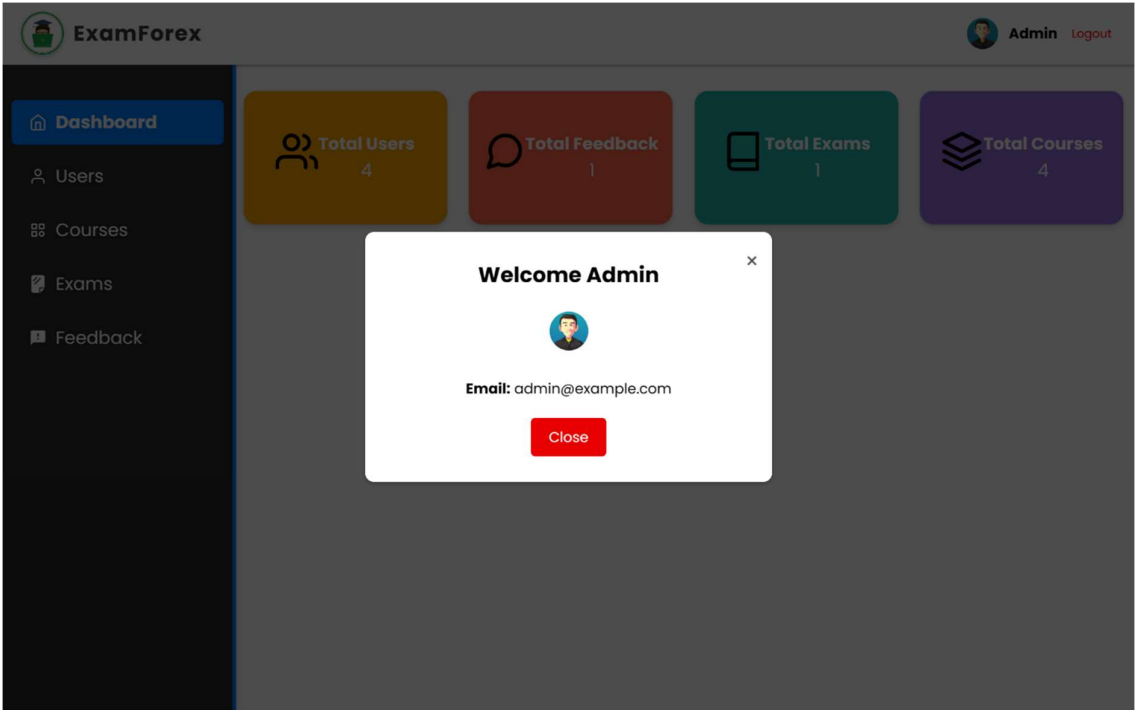 ExamForex
Admin Logout
Dashboard
Users
Courses
Exams
Feedback
Total Users
4
Total Feedback
1
Total Exams
1
Total Courses
4
Welcome Admin
×
Email: admin@example.com
Close